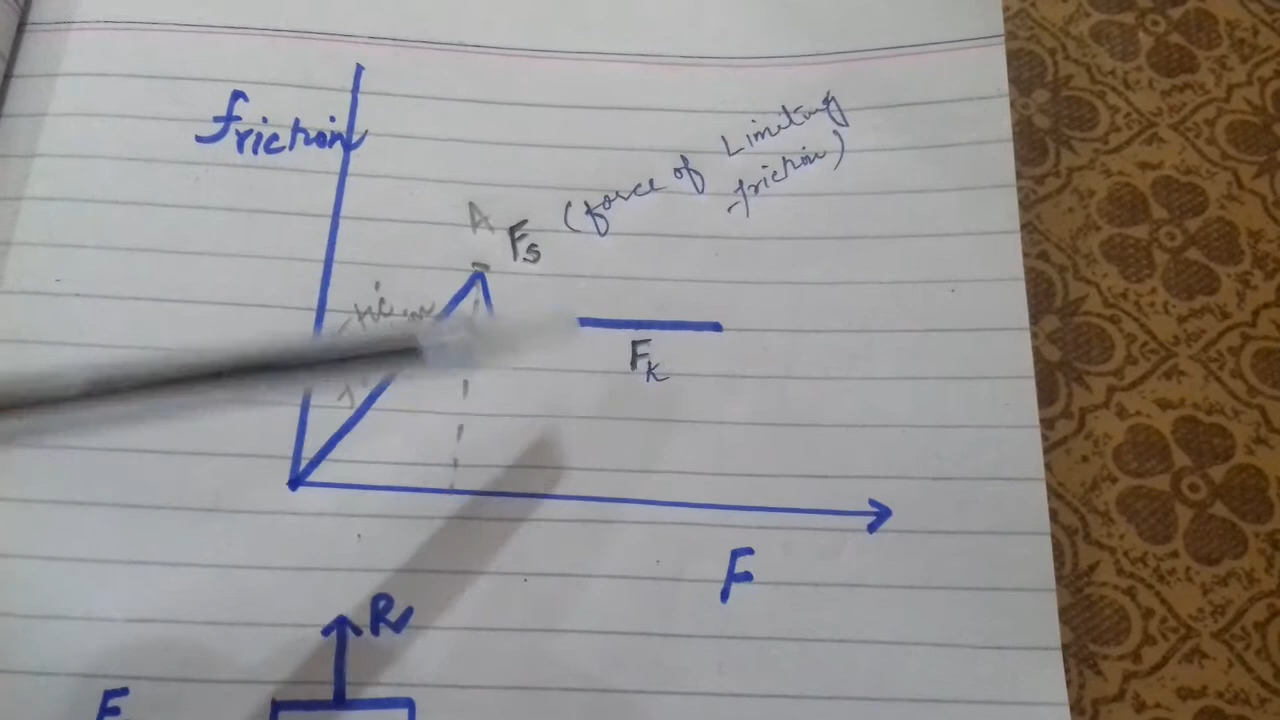 friction
(force of Limiting
friction)
A
Fs
Fk
F
R
F